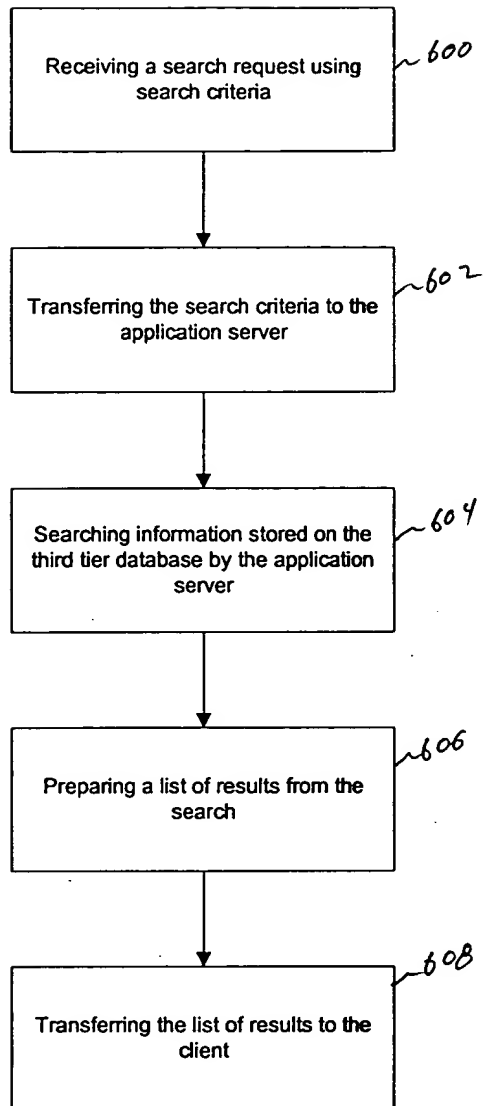 Receiving a search request using
search criteria
600
Transferring the search criteria to the
application server
602
Searching information stored on the
third tier database by the application
server
604
Preparing a list of results from the
search
606
Transferring the list of results to the
client
608